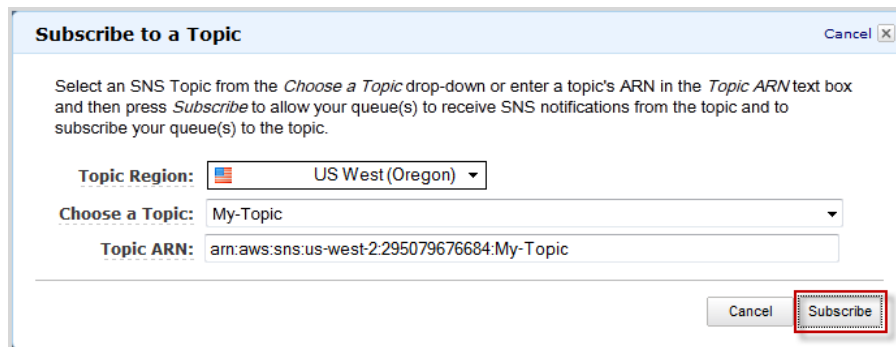 Subscribe to a Topic
Cancel
Select an SNS Topic from the Choose a Topic drop-down or enter a topic's ARN in the Topic ARN text box
and then press Subscribe to allow your queue(s) to receive SNS notifications from the topic and to
subscribe your queue(s) to the topic.
Topic Region: US West (Oregon)
Choose a Topic: My-Topic
Topic ARN: arn:aws:sns:us-west-2:295079676684:My-Topic
Cancel Subscribe